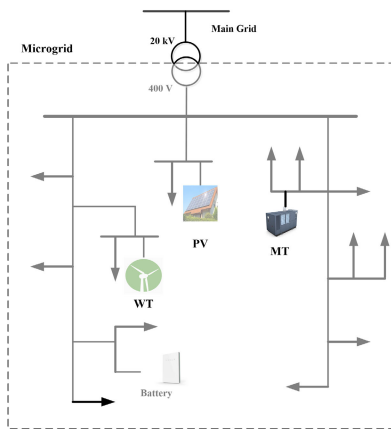 Main Grid
20 kV
Microgrid
400 V
PV
MT
WT
Battery